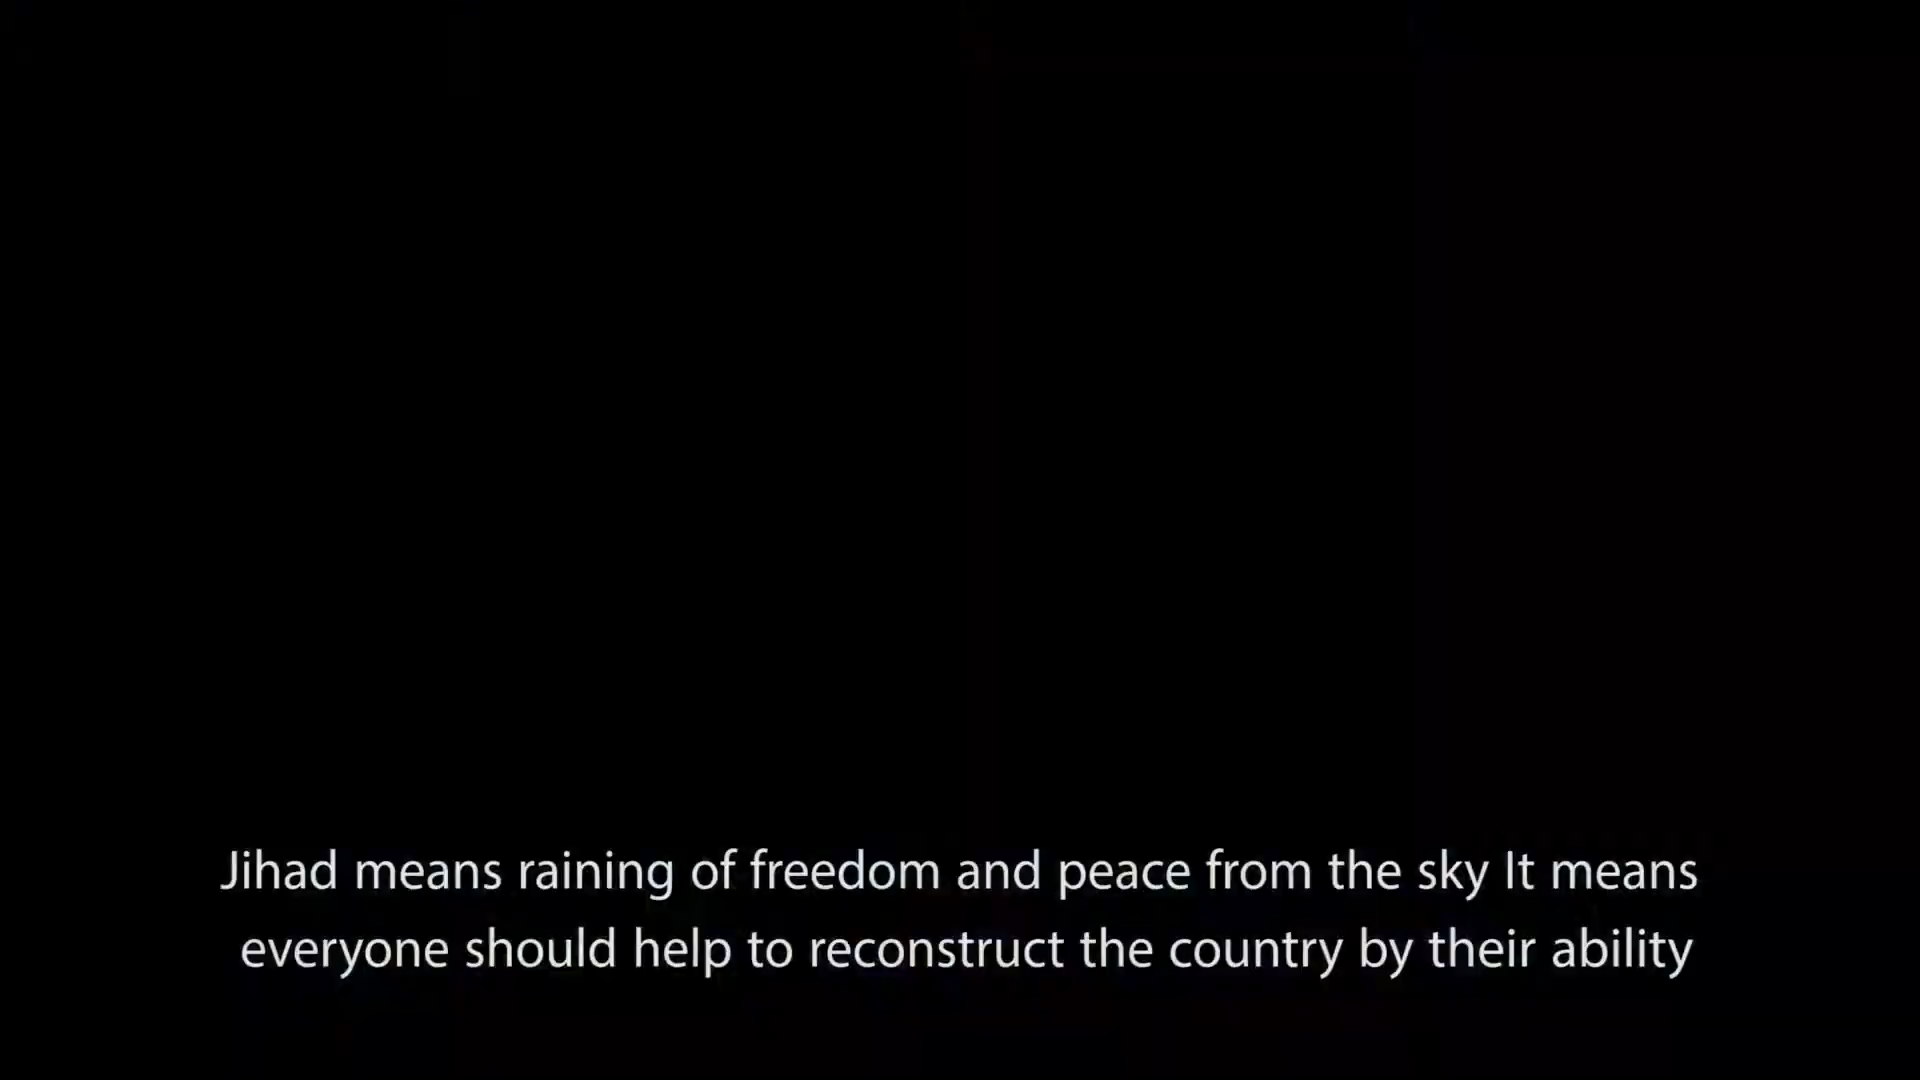 Jihad means raining of freedom and peace from the sky It means
everyone should help to reconstruct the country by their ability